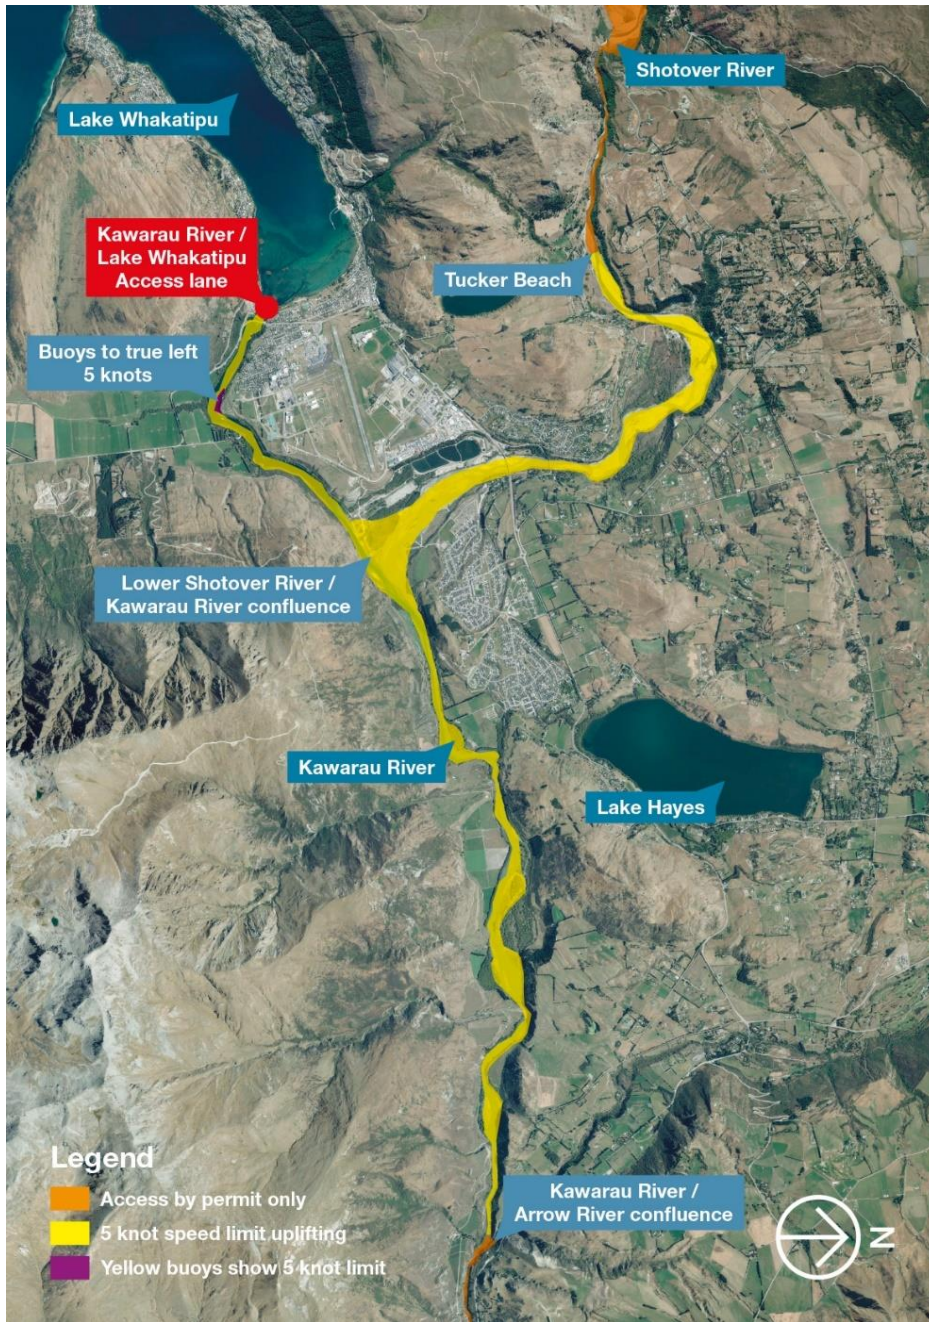 Shotover River
Lake Whakatipu
Kawarau River /
Lake Whakatipu
Access lane
Tucker Beach
Buoys to true left
5 knots
Lower Shotover River /
Kawarau River confluence
Kawarau River
Lake Hayes
Legend
Access by permit only
5 knot speed limit uplifting
Yellow buoys show 5 knot limit
Kawarau River /
Arrow River confluence
N